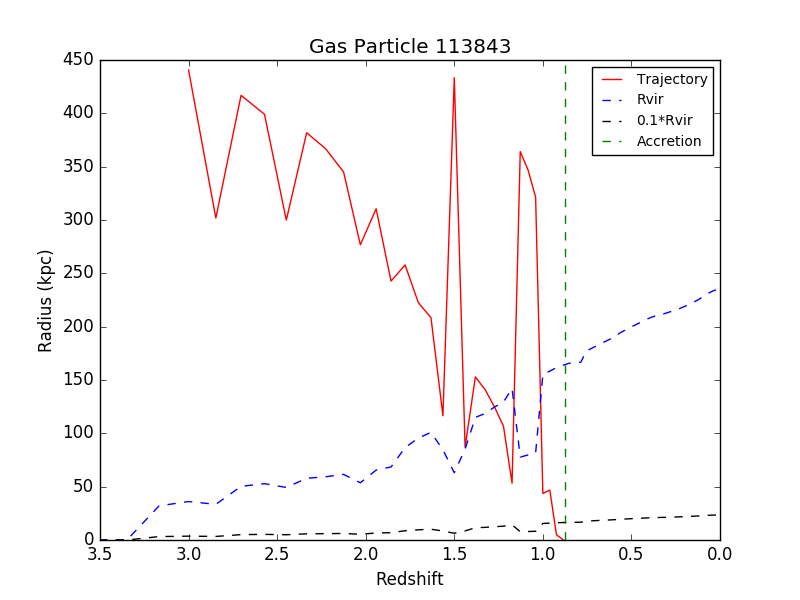 Gas Particle 113843
450
400
350
300
250
200
150
100
50
0
Radius (kpc)
3.5 3.0 2.5 2.0 1.5 1.0 0.5 0.0
Redshift
Trajectory
Rvir
0.1*Rvir
Accretion